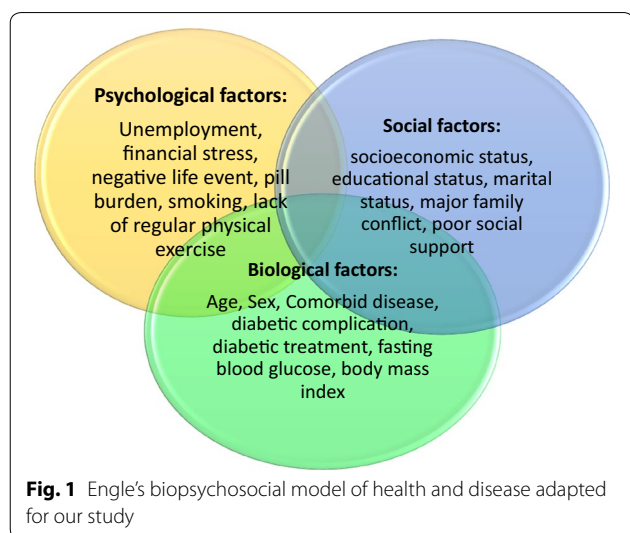 Psychological factors:
Unemployment,
financial stress,
negative life event, pill
burden, smoking, lack
of regular physical
exercise
Social factors:
socioeconomic status,
educational status, marital
status, major family
conflict, poor social
support
Biological factors:
Age, Sex, Comorbid disease,
diabetic complication,
diabetic treatment, fasting
blood glucose, body mass
index
Fig. 1 Engle’s biopsychosocial model of health and disease adapted
for our study